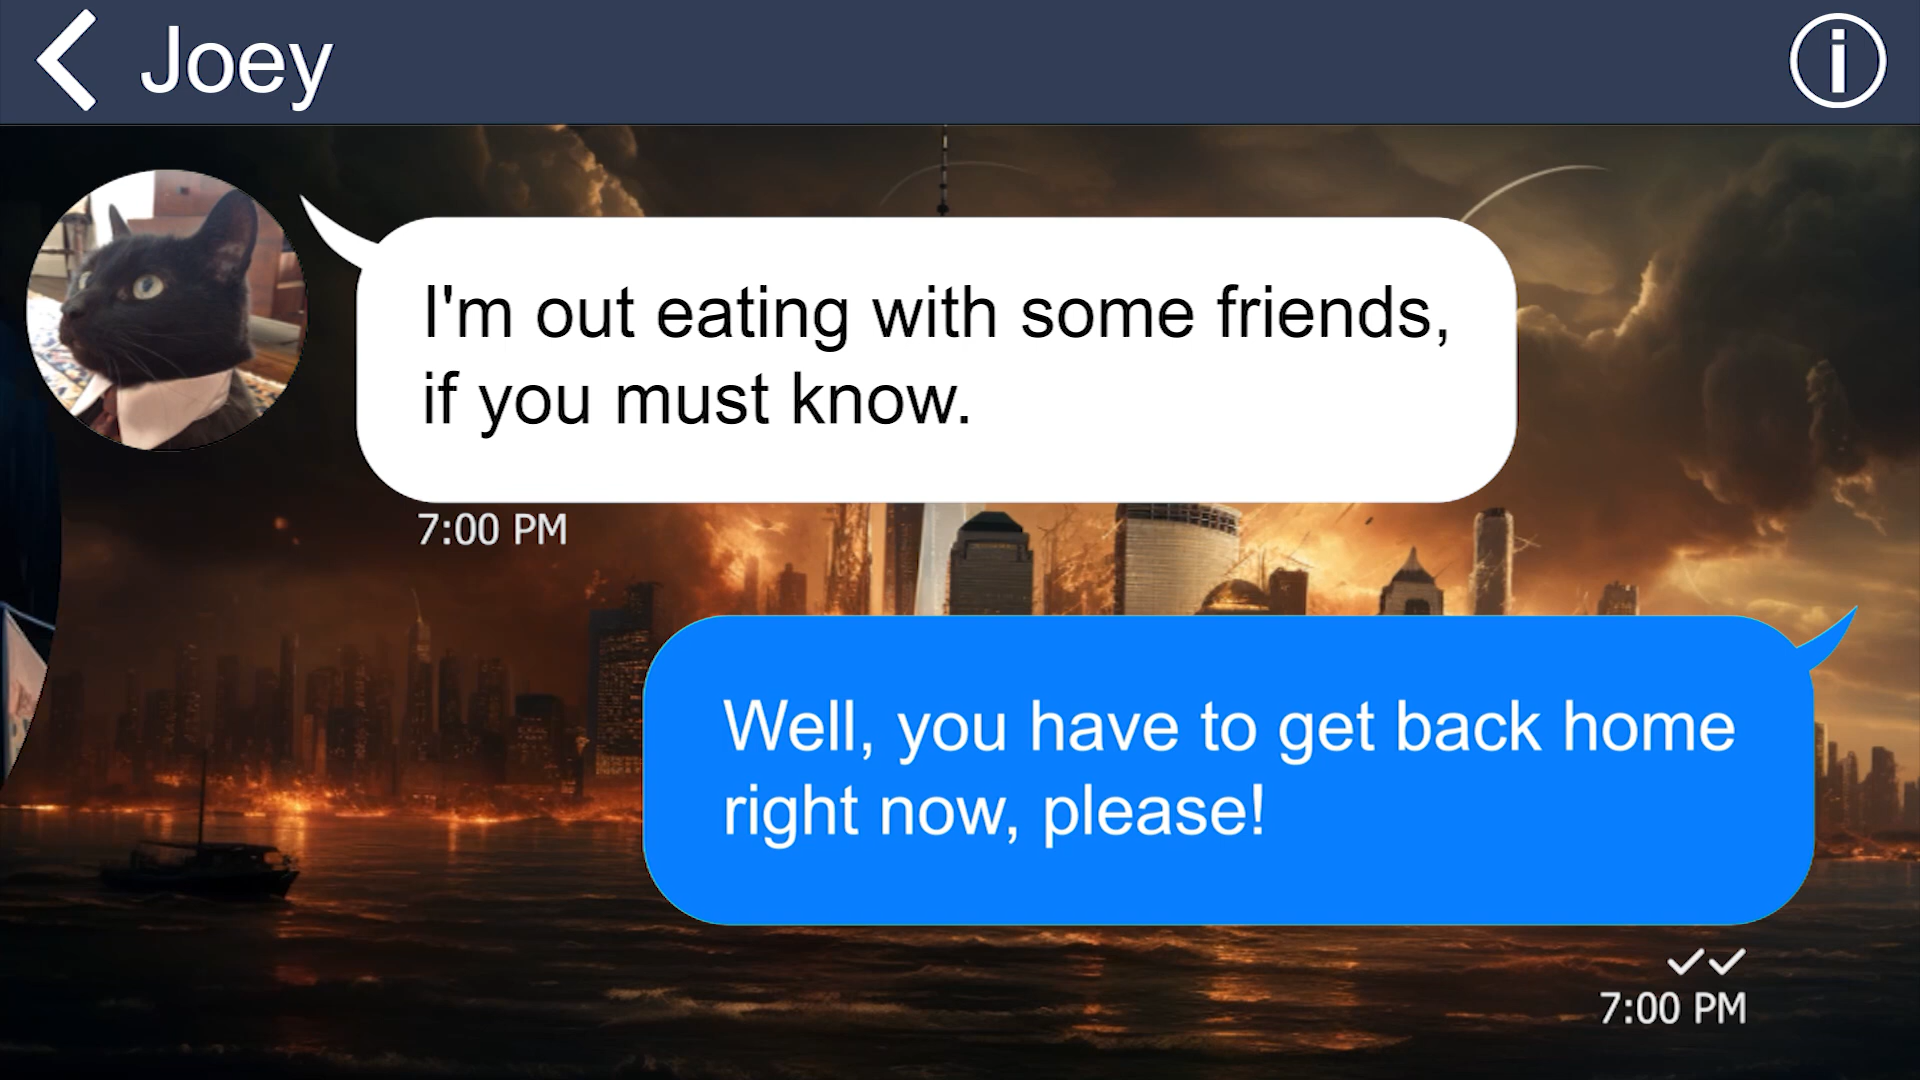 Joey
I'm out eating with some friends,
if you must know.
7:00 PM
Well, you have to get back home
right now, please!
7:00 PM